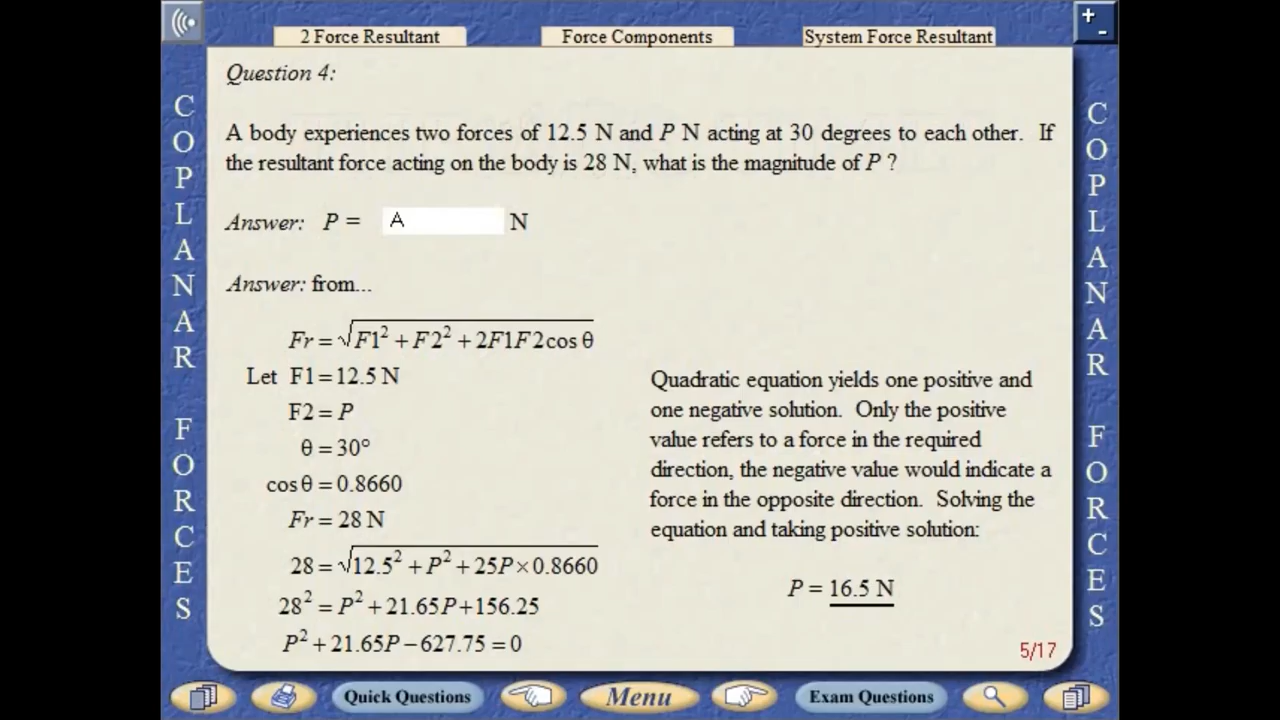 2 Force Resultant
Force Components
System Force Resultant
+
-
COPLANAR FORCES
COPLANAR FORCES
Question 4:
A body experiences two forces of 12.5 N and P N acting at 30 degrees to each other. If
the resultant force acting on the body is 28 N, what is the magnitude of P ?
Answer: P = A N
Answer: from...
Fr = √F1² + F2² + 2F1F2cos θ
Let F1 = 12.5 N
F2 = P
θ = 30°
cos θ = 0.8660
Fr = 28 N
28 = √12.5² + P² + 25P × 0.8660
28² = P² + 21.65P + 156.25
P² + 21.65P − 627.75 = 0
Quadratic equation yields one positive and
one negative solution. Only the positive
value refers to a force in the required
direction, the negative value would indicate a
force in the opposite direction. Solving the
equation and taking positive solution:
P = 16.5 N
5/17
Quick Questions
Menu
Exam Questions